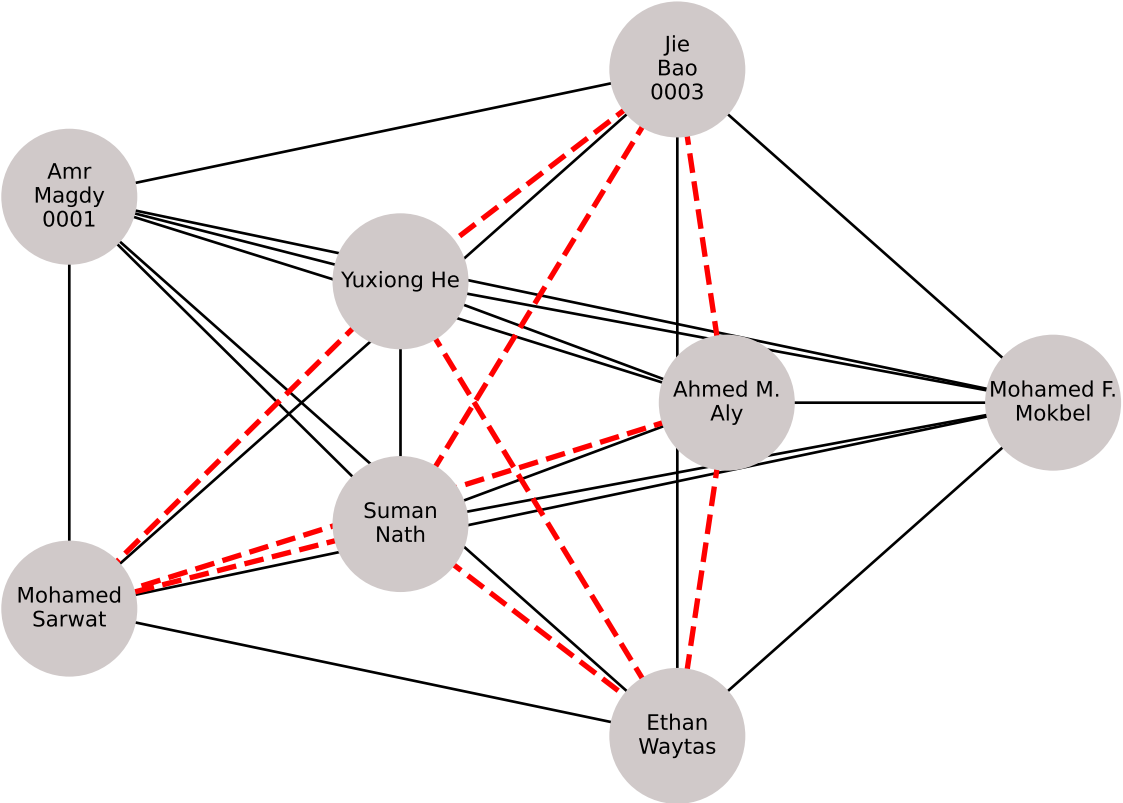 Jie
Bao
0003
Amr
Magdy
0001
Yuxiong He
Ahmed M.
Aly
Mohamed F.
Mokbel
Suman
Nath
Mohamed
Sarwat
Ethan
Waytas